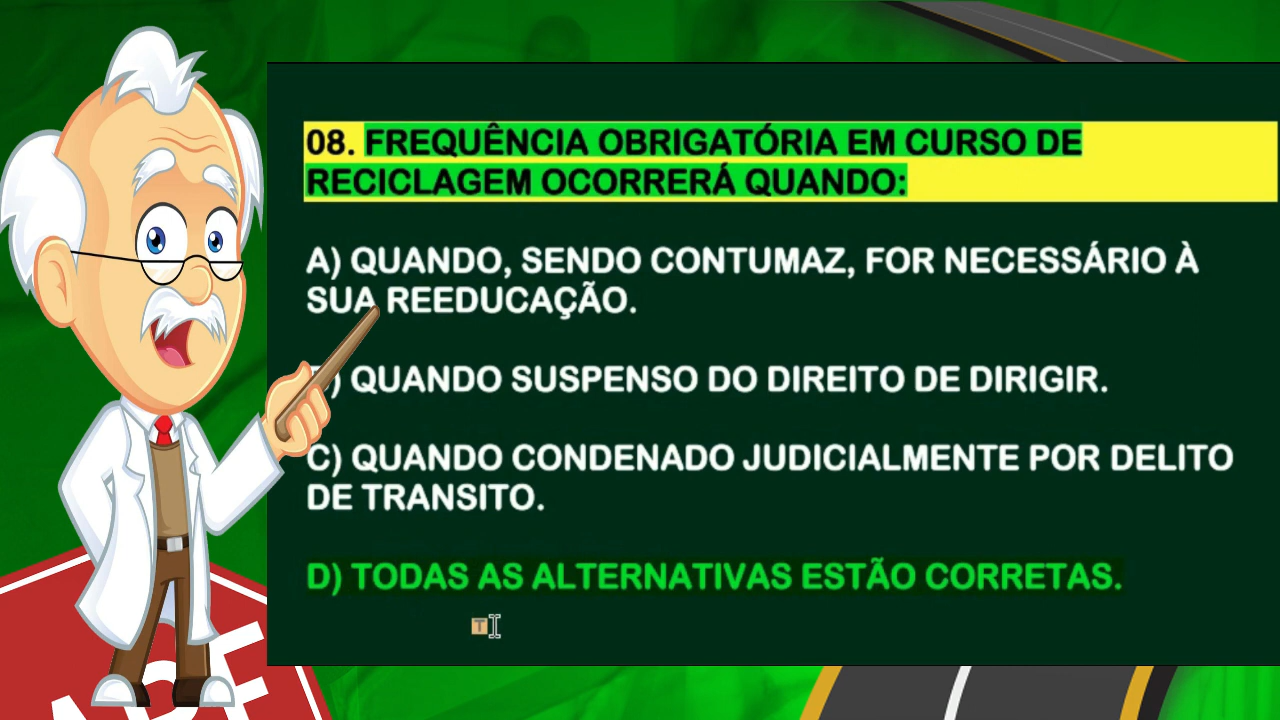 08. FREQUÊNCIA OBRIGATÓRIA EM CURSO DE
RECICLAGEM OCORRERÁ QUANDO:
A) QUANDO, SENDO CONTUMAZ, FOR NECESSÁRIO À
SUA REEDUCAÇÃO.
) QUANDO SUSPENSO DO DIREITO DE DIRIGIR.
C) QUANDO CONDENADO JUDICIALMENTE POR DELITO
DE TRANSITO.
D) TODAS AS ALTERNATIVAS ESTÃO CORRETAS.
T